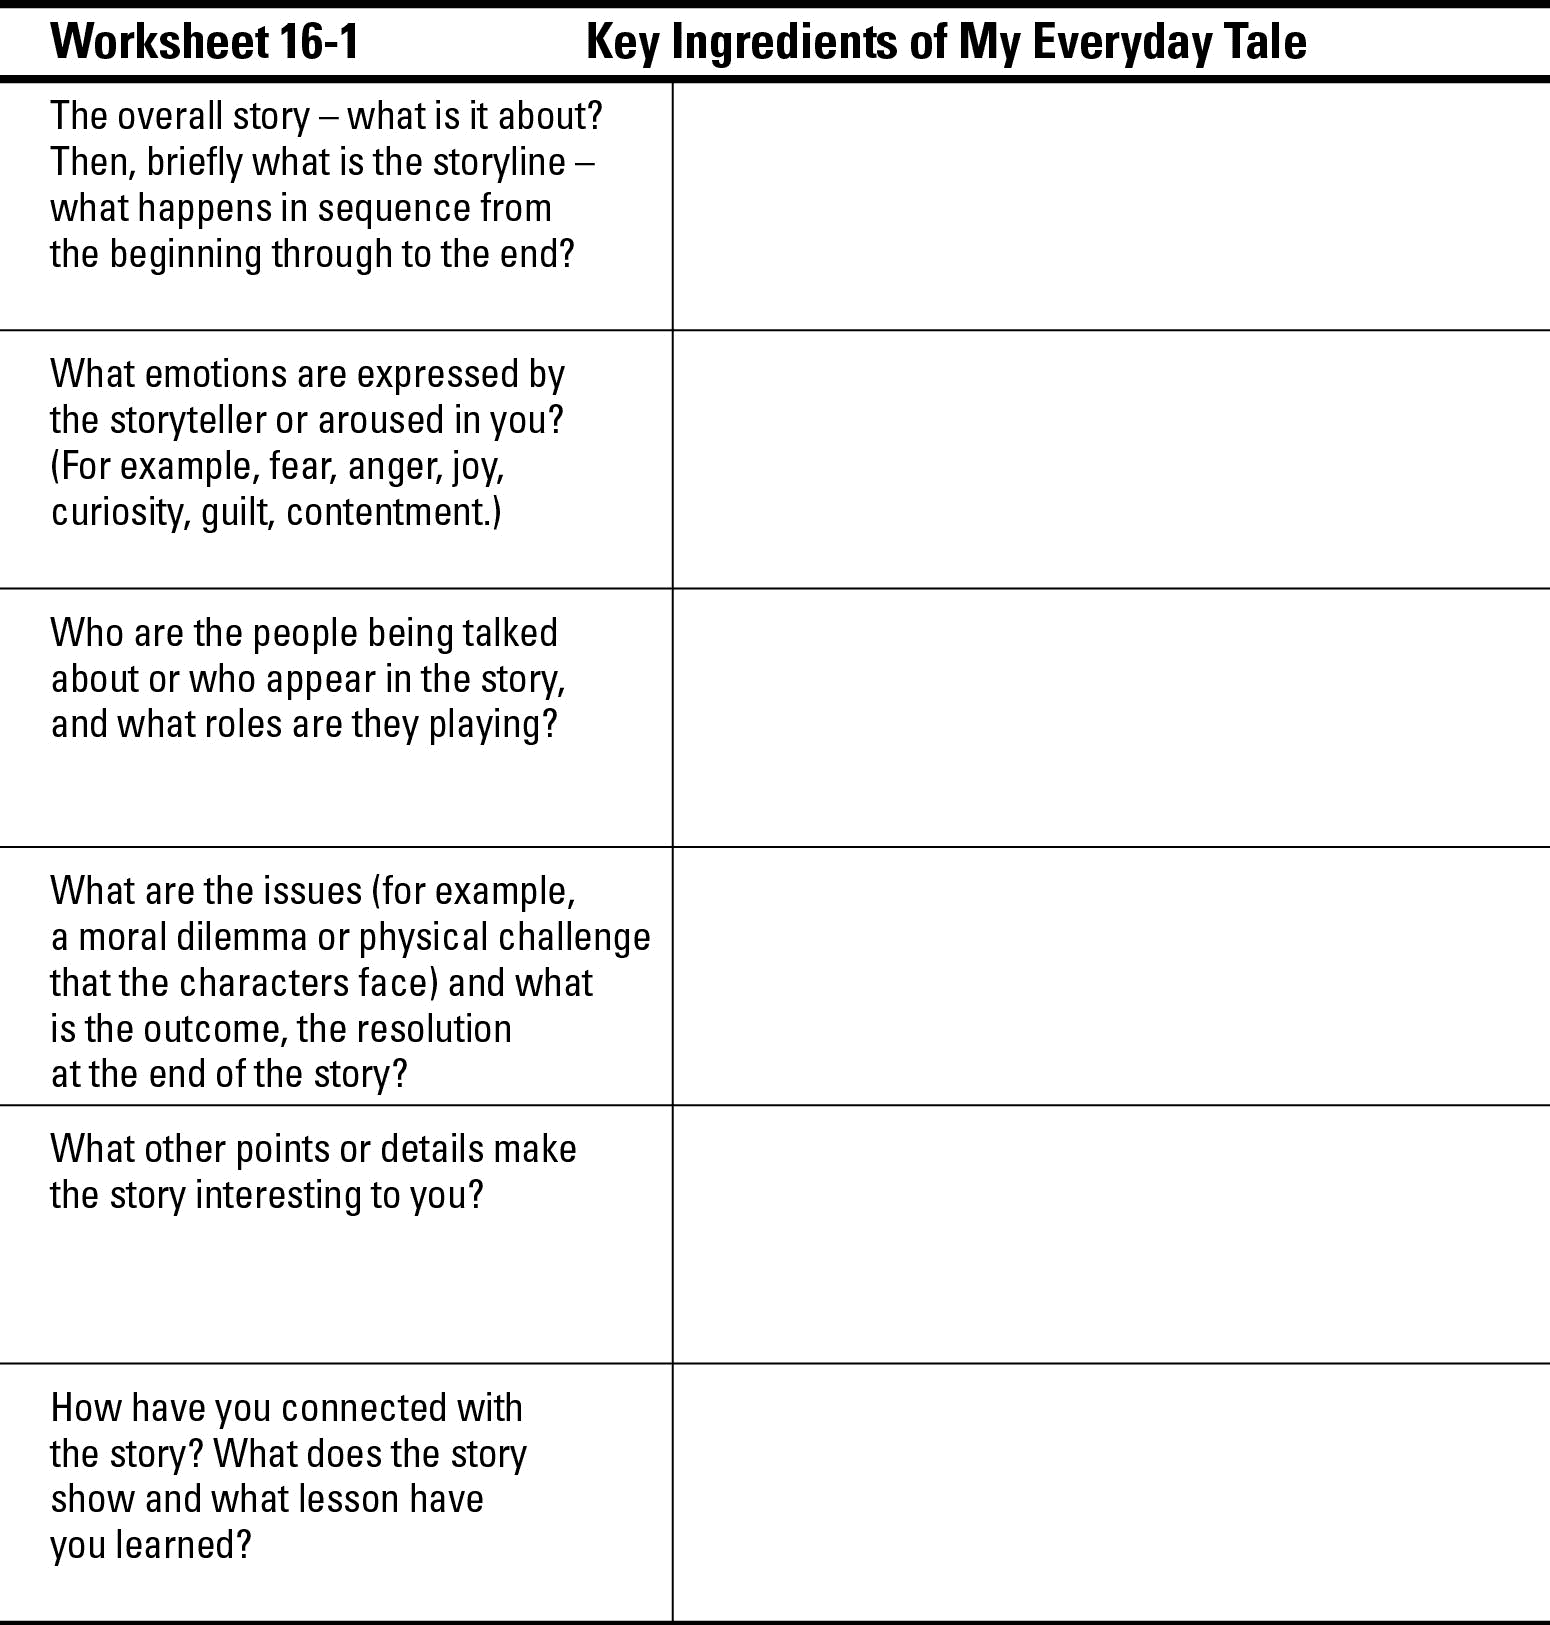 Worksheet 16-1 Key Ingredients of My Everyday Tale
The overall story – what is it about?
Then, briefly what is the storyline –
what happens in sequence from
the beginning through to the end?
What emotions are expressed by
the storyteller or aroused in you?
(For example, fear, anger, joy,
curiosity, guilt, contentment.)
Who are the people being talked
about or who appear in the story,
and what roles are they playing?
What are the issues (for example,
a moral dilemma or physical challenge
that the characters face) and what
is the outcome, the resolution
at the end of the story?
What other points or details make
the story interesting to you?
How have you connected with
the story? What does the story
show and what lesson have
you learned?